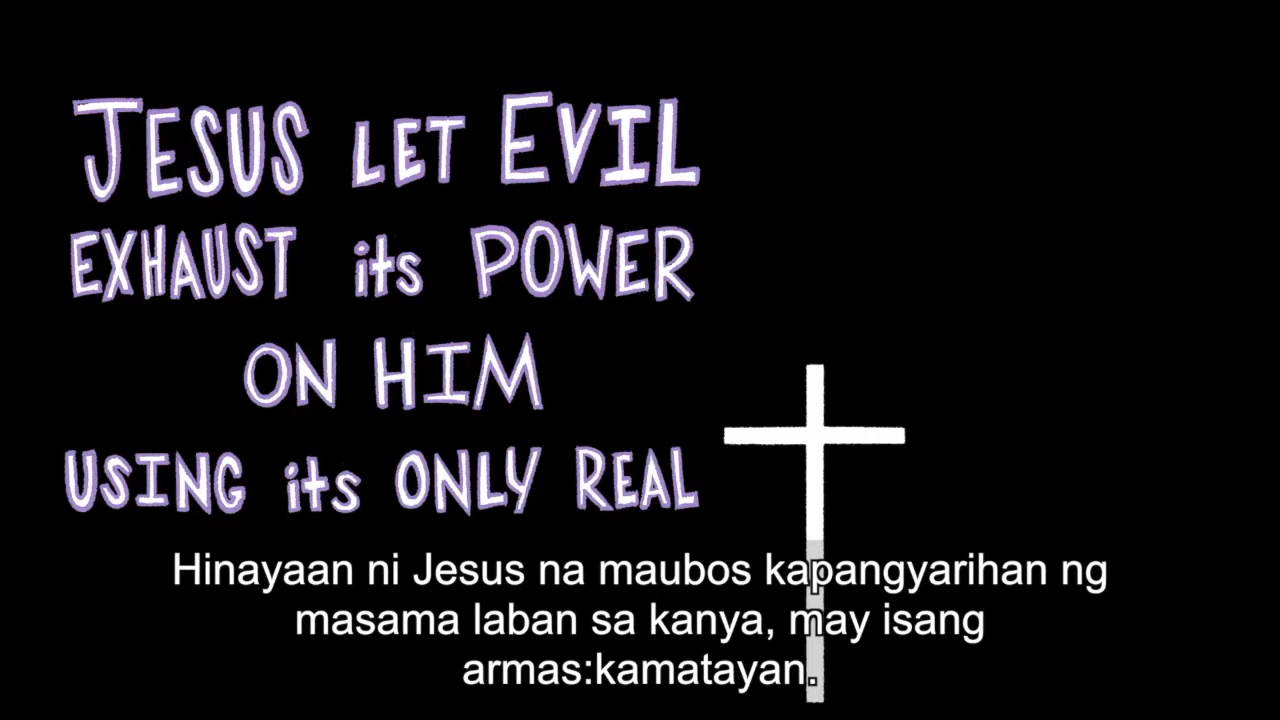 JESUS LET EVIL
EXHAUST its POWER
ON HIM
USING its ONLY REAL
Hinayaan ni Jesus na maubos kapangyarihan ng
masama laban sa kanya, may isang
armas:kamatayan.